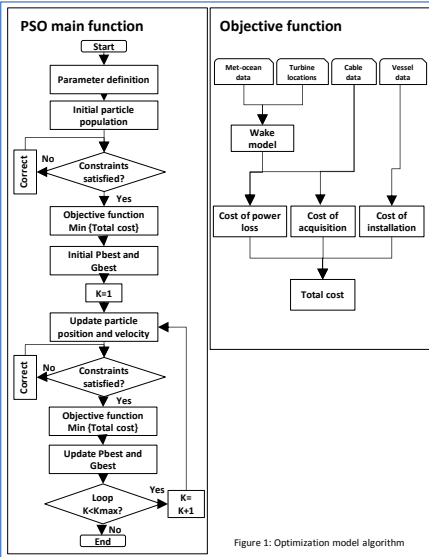 PSO main function
Start
Parameter definition
Initial particle
population
Correct
No
Constraints
satisfied?
Yes
Objective function
Min {Total cost}
Initial Pbest and
Gbest
K=1
Update particle
position and velocity
Correct
No
Constraints
satisfied?
Yes
Objective function
Min {Total cost}
Update Pbest and
Gbest
Loop
K<Kmax?
Yes
K=
K+1
No
End
Objective function
Met-ocean
data
Turbine
locations
Cable
data
Vessel
data
Wake
model
Cost of power
loss
Cost of
acquisition
Cost of
installation
Total cost
Figure 1: Optimization model algorithm